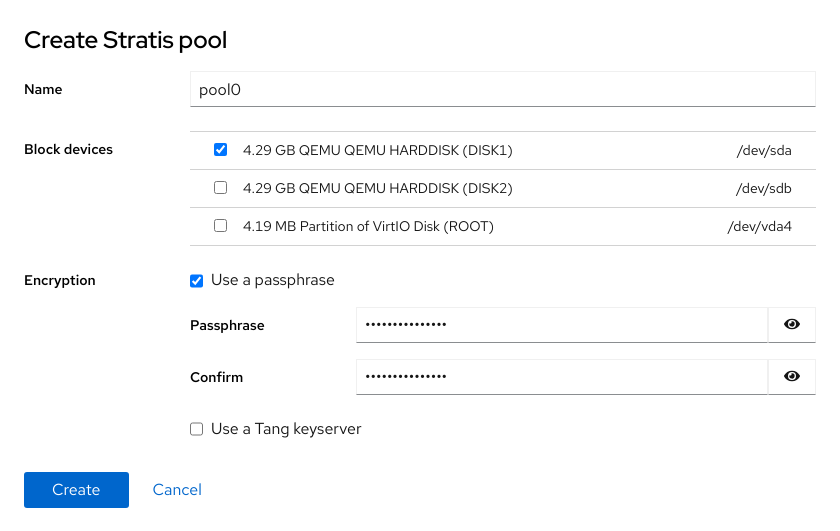 Create Stratis pool
Name pool0
Block devices 4.29 GB QEMU QEMU HARDDISK (DISK1) /dev/sda
4.29 GB QEMU QEMU HARDDISK (DISK2) /dev/sdb
4.19 MB Partition of VirtIO Disk (ROOT) /dev/vda4
Encryption Use a passphrase
Passphrase •••••••••••••••
Confirm •••••••••••••••
Use a Tang keyserver
Create Cancel